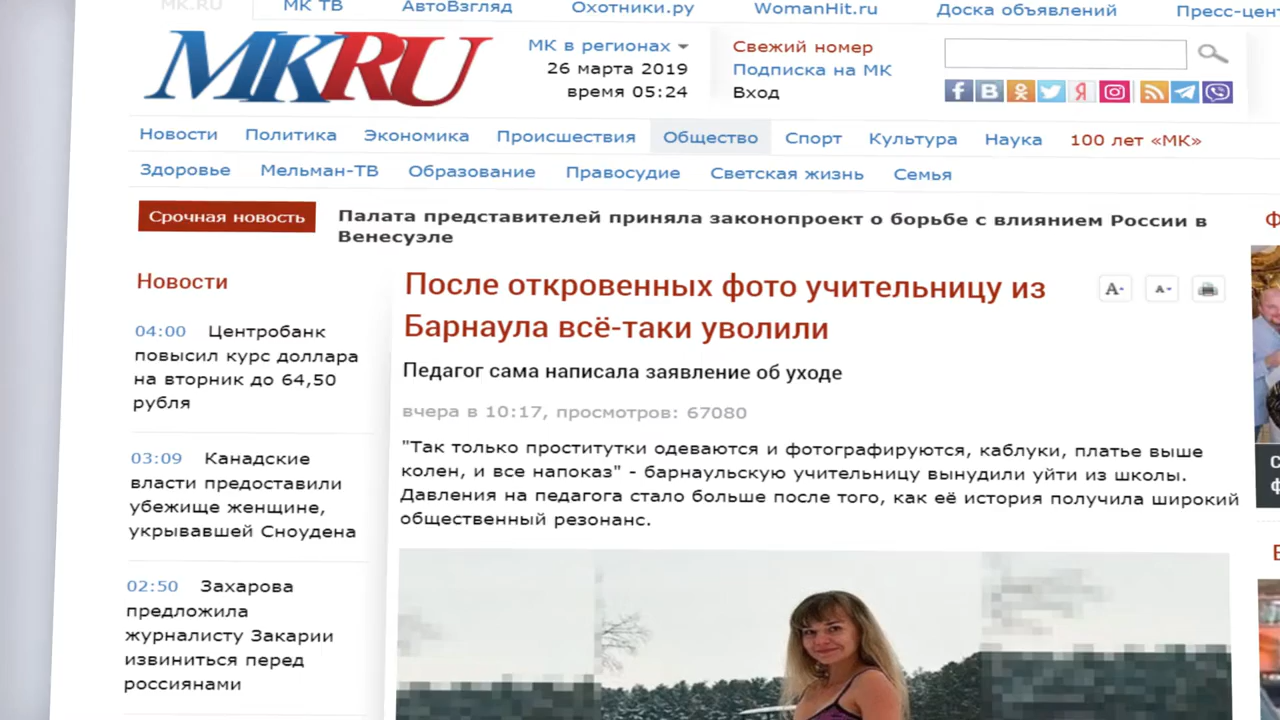 MK.RU
МК ТВ
АвтоВзгляд
Охотники.ру
WomanHit.ru
Доска объявлений
MKRU
МК в регионах
26 марта 2019
время 05:24
Свежий номер
Подписка на МК
Вход
Новости
Политика
Экономика
Происшествия
Общество
Спорт
Культура
Наука
100 лет «МК»
Здоровье
Мельман-ТВ
Образование
Правосудие
Светская жизнь
Семья
Срочная новость
Палата представителей приняла законопроект о борьбе с влиянием России в
Венесуэле
Новости
04:00 Центробанк
повысил курс доллара
на вторник до 64,50
рубля
03:09 Канадские
власти предоставили
убежище женщине,
укрывавшей Сноудена
02:50 Захарова
предложила
журналисту Закарии
извиниться перед
россиянами
После откровенных фото учительницу из
Барнаула всё-таки уволили
Педагог сама написала заявление об уходе
вчера в 10:17, просмотров: 67080
"Так только проститутки одеваются и фотографируются, каблуки, платье выше
колен, и все напоказ" - барнаульскую учительницу вынудили уйти из школы.
Давления на педагога стало больше после того, как её история получила широкий
общественный резонанс.